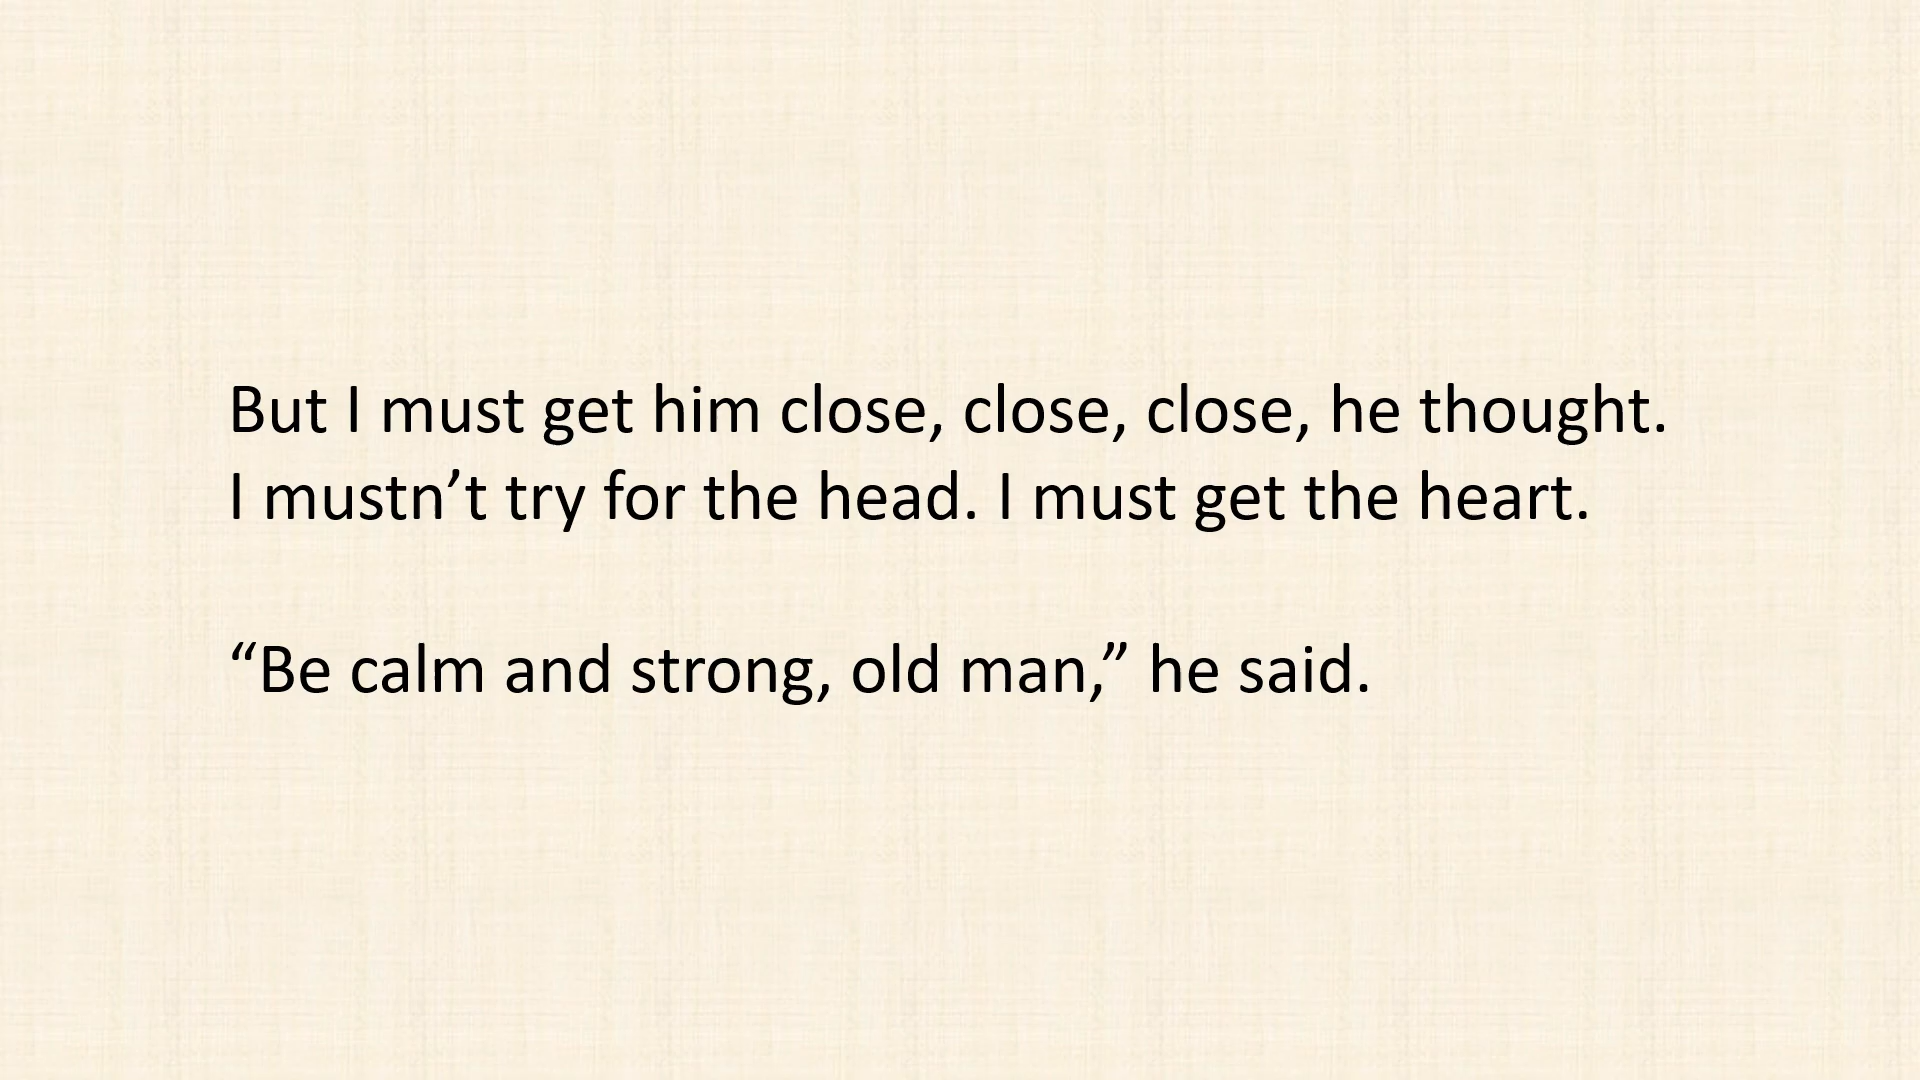 But I must get him close, close, close, he thought.
I mustn’t try for the head. I must get the heart.
“Be calm and strong, old man,” he said.